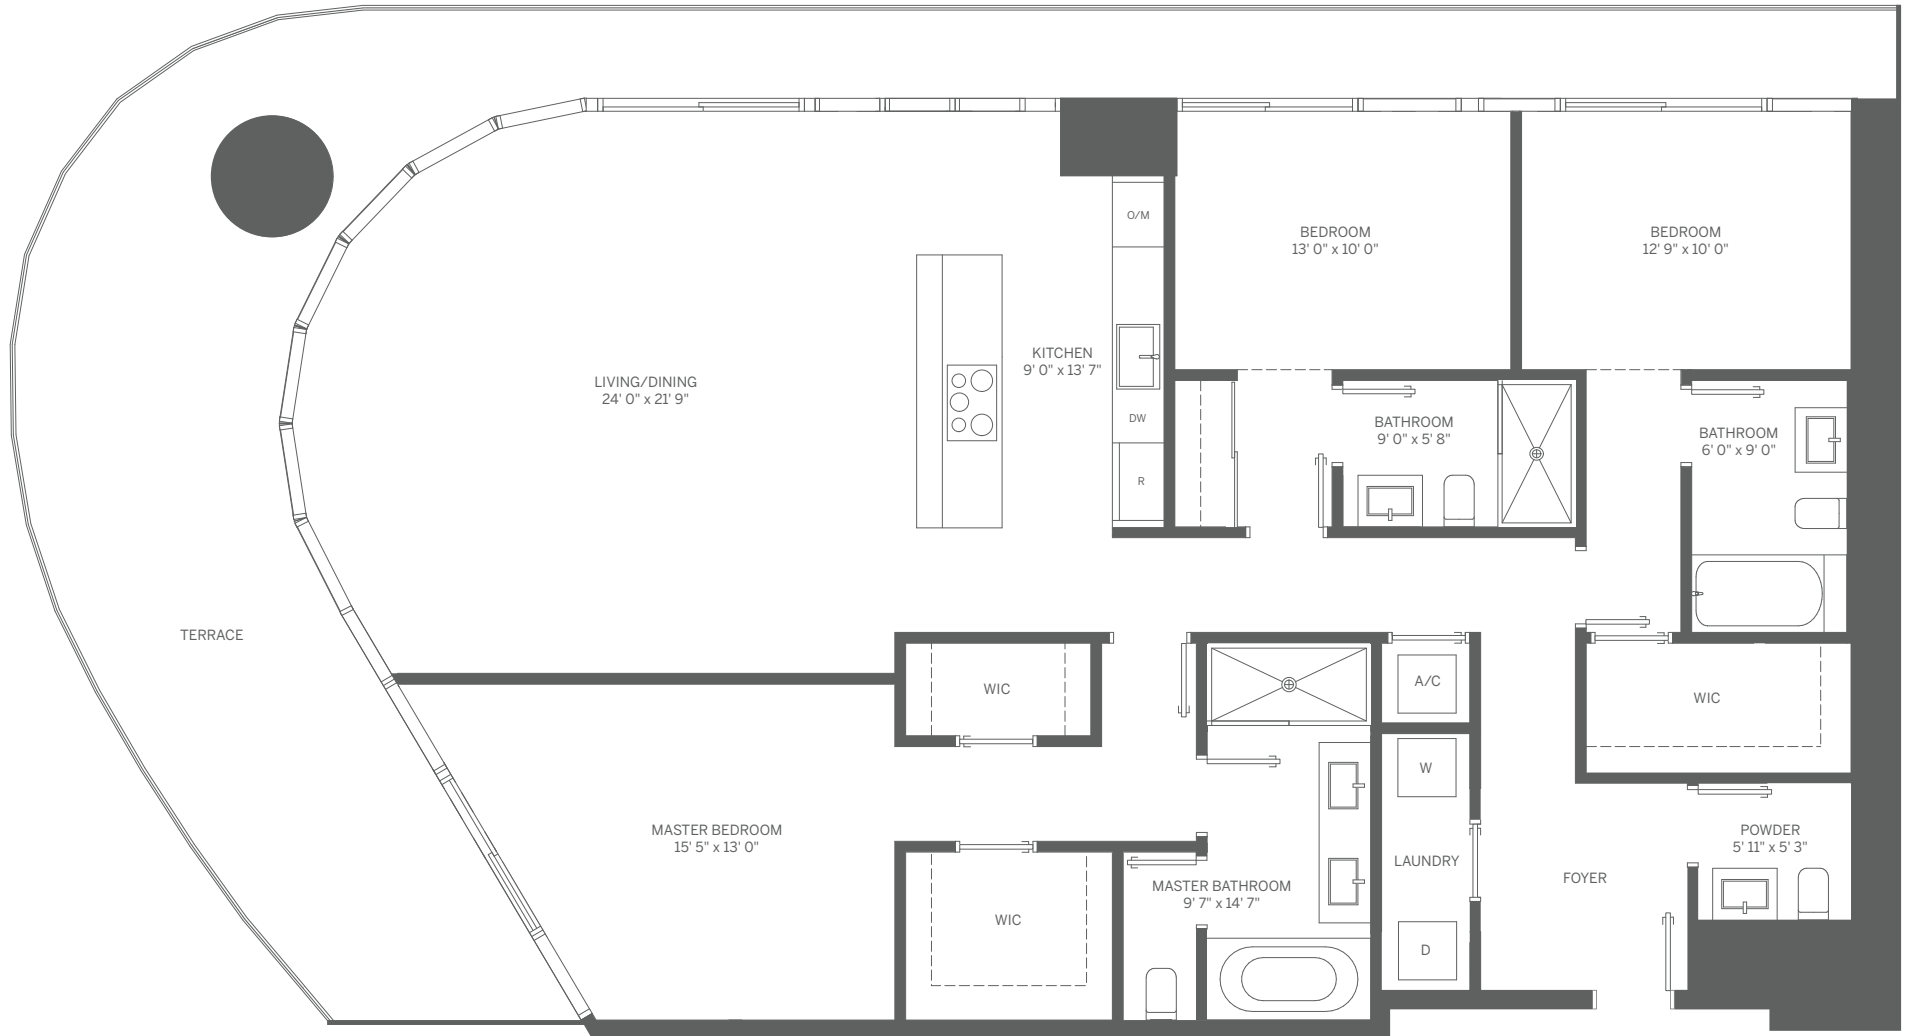 O/M
BEDROOM
13' 0" x 10' 0"
BEDROOM
12' 9" x 10' 0"
KITCHEN
9' 0" x 13' 7"
LIVING/DINING
24' 0" x 21' 9"
DW
R
BATHROOM
9' 0" x 5' 8"
BATHROOM
6' 0" x 9' 0"
TERRACE
WIC
A/C
WIC
W
MASTER BEDROOM
15' 5" x 13' 0"
POWDER
5' 11" x 5' 3"
LAUNDRY
FOYER
MASTER BATHROOM
9' 7" x 14' 7"
WIC
D